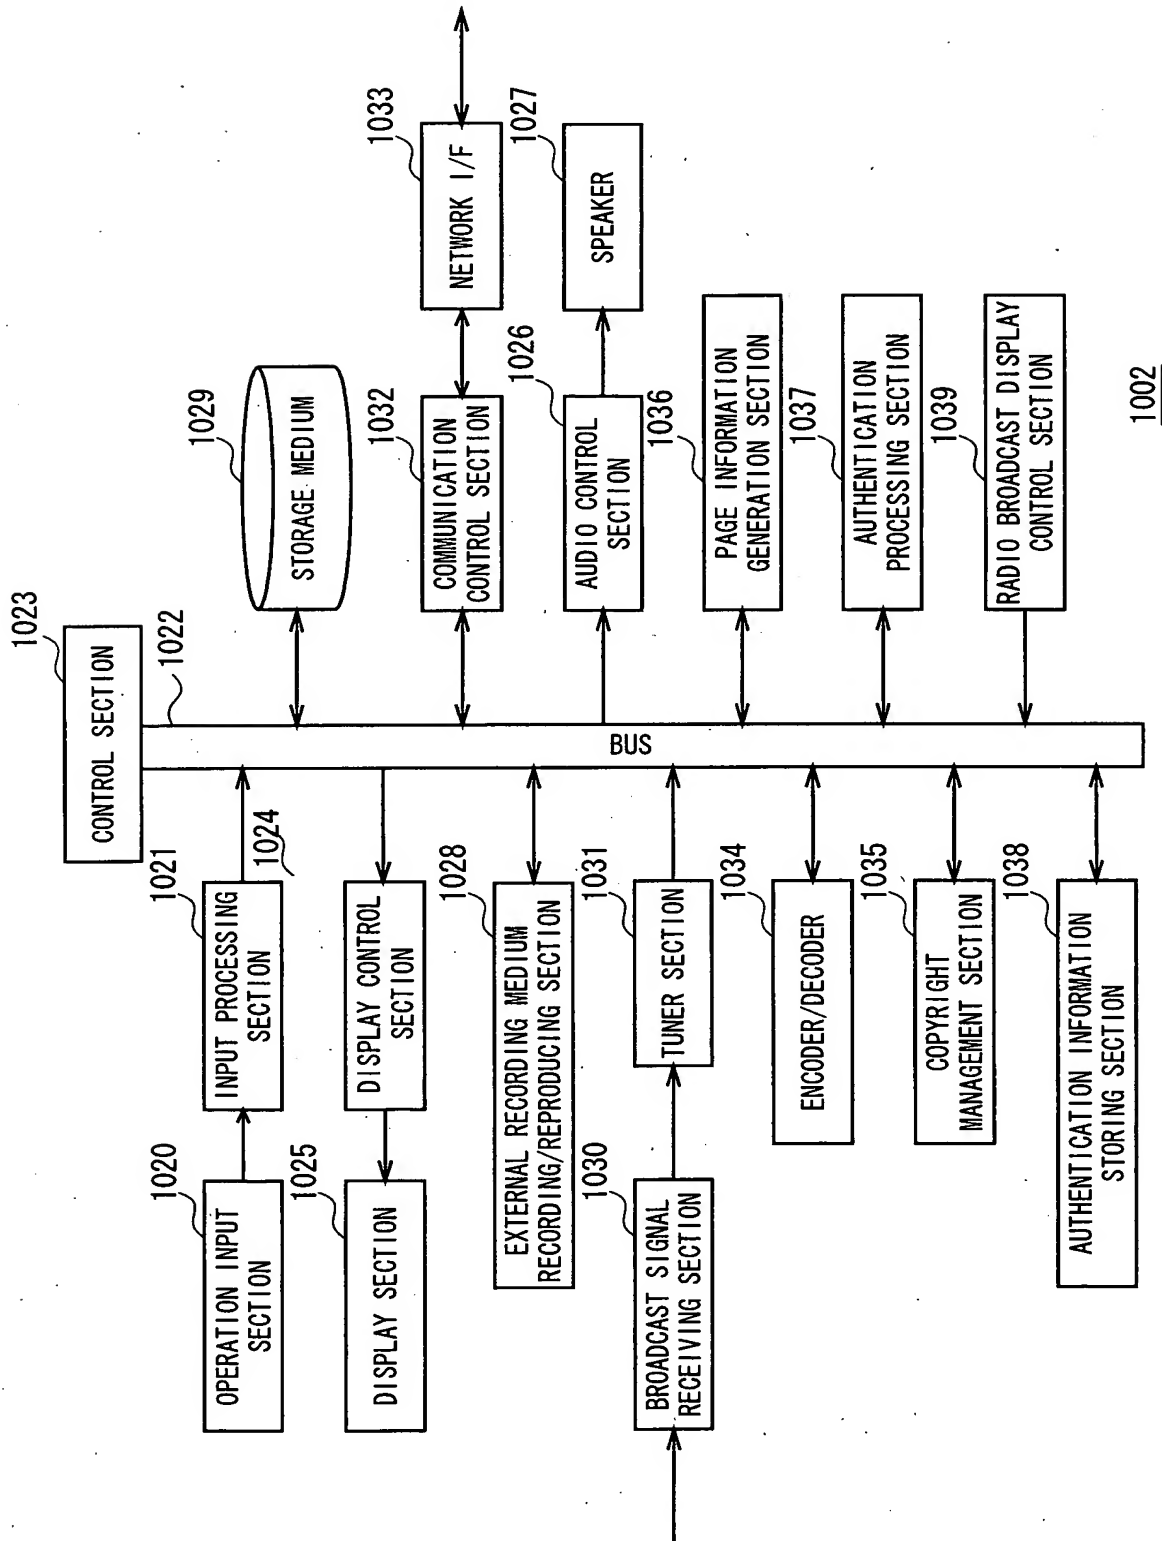 1023
CONTROL SECTION
1022
BUS
1020
OPERATION INPUT
SECTION
1021
INPUT PROCESSING
SECTION
1024
DISPLAY CONTROL
SECTION
1025
DISPLAY SECTION
1028
EXTERNAL RECORDING MEDIUM
RECORDING/REPRODUCING SECTION
1030
BROADCAST SIGNAL
RECEIVING SECTION
1031
TUNER SECTION
1034
ENCODER/DECODER
1035
COPYRIGHT
MANAGEMENT SECTION
1038
AUTHENTICATION INFORMATION
STORING SECTION
1029
STORAGE MEDIUM
1032
COMMUNICATION
CONTROL SECTION
1033
NETWORK I/F
1026
AUDIO CONTROL
SECTION
1027
SPEAKER
1036
PAGE INFORMATION
GENERATION SECTION
1037
AUTHENTICATION
PROCESSING SECTION
1039
RADIO BROADCAST DISPLAY
CONTROL SECTION
1002